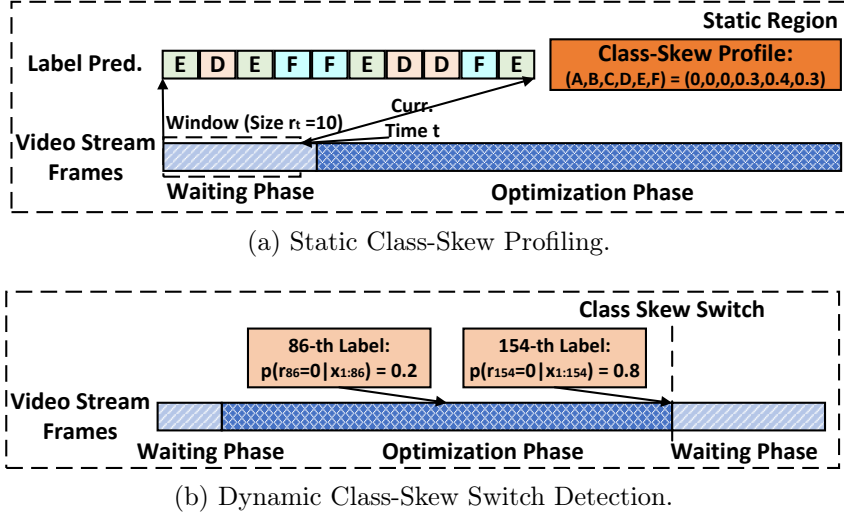 Static Region
Label Pred.
E D E F F E D D F E
Class-Skew Profile:
(A,B,C,D,E,F) = (0,0,0,0.3,0.4,0.3)
Curr.
Time t
Window (Size rt =10)
Video Stream
Frames
Waiting Phase
Optimization Phase
(a) Static Class-Skew Profiling.
Class Skew Switch
86-th Label:
p(r86=0|x1:86) = 0.2
154-th Label:
p(r154=0|x1:154) = 0.8
Video Stream
Frames
Waiting Phase
Optimization Phase
Waiting Phase
(b) Dynamic Class-Skew Switch Detection.